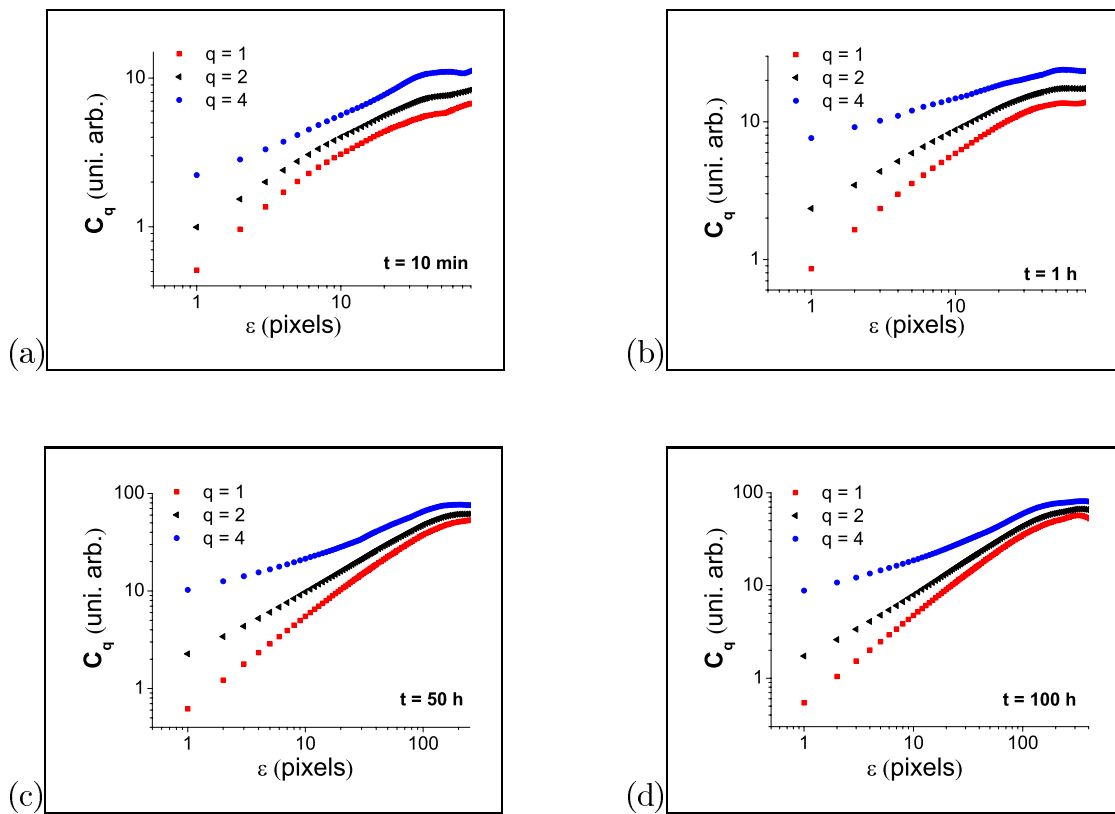 q = 1
q = 2
q = 4
10
1
C_q (uni. arb.)
t = 10 min
1
10
ε (pixels)
(a)
q = 1
q = 2
q = 4
10
1
C_q (uni. arb.)
t = 1 h
1
10
ε (pixels)
(b)
100
q = 1
q = 2
q = 4
10
1
C_q (uni. arb.)
t = 50 h
1
10
100
ε (pixels)
(c)
100
q = 1
q = 2
q = 4
10
1
C_q (uni. arb.)
t = 100 h
1
10
100
ε (pixels)
(d)